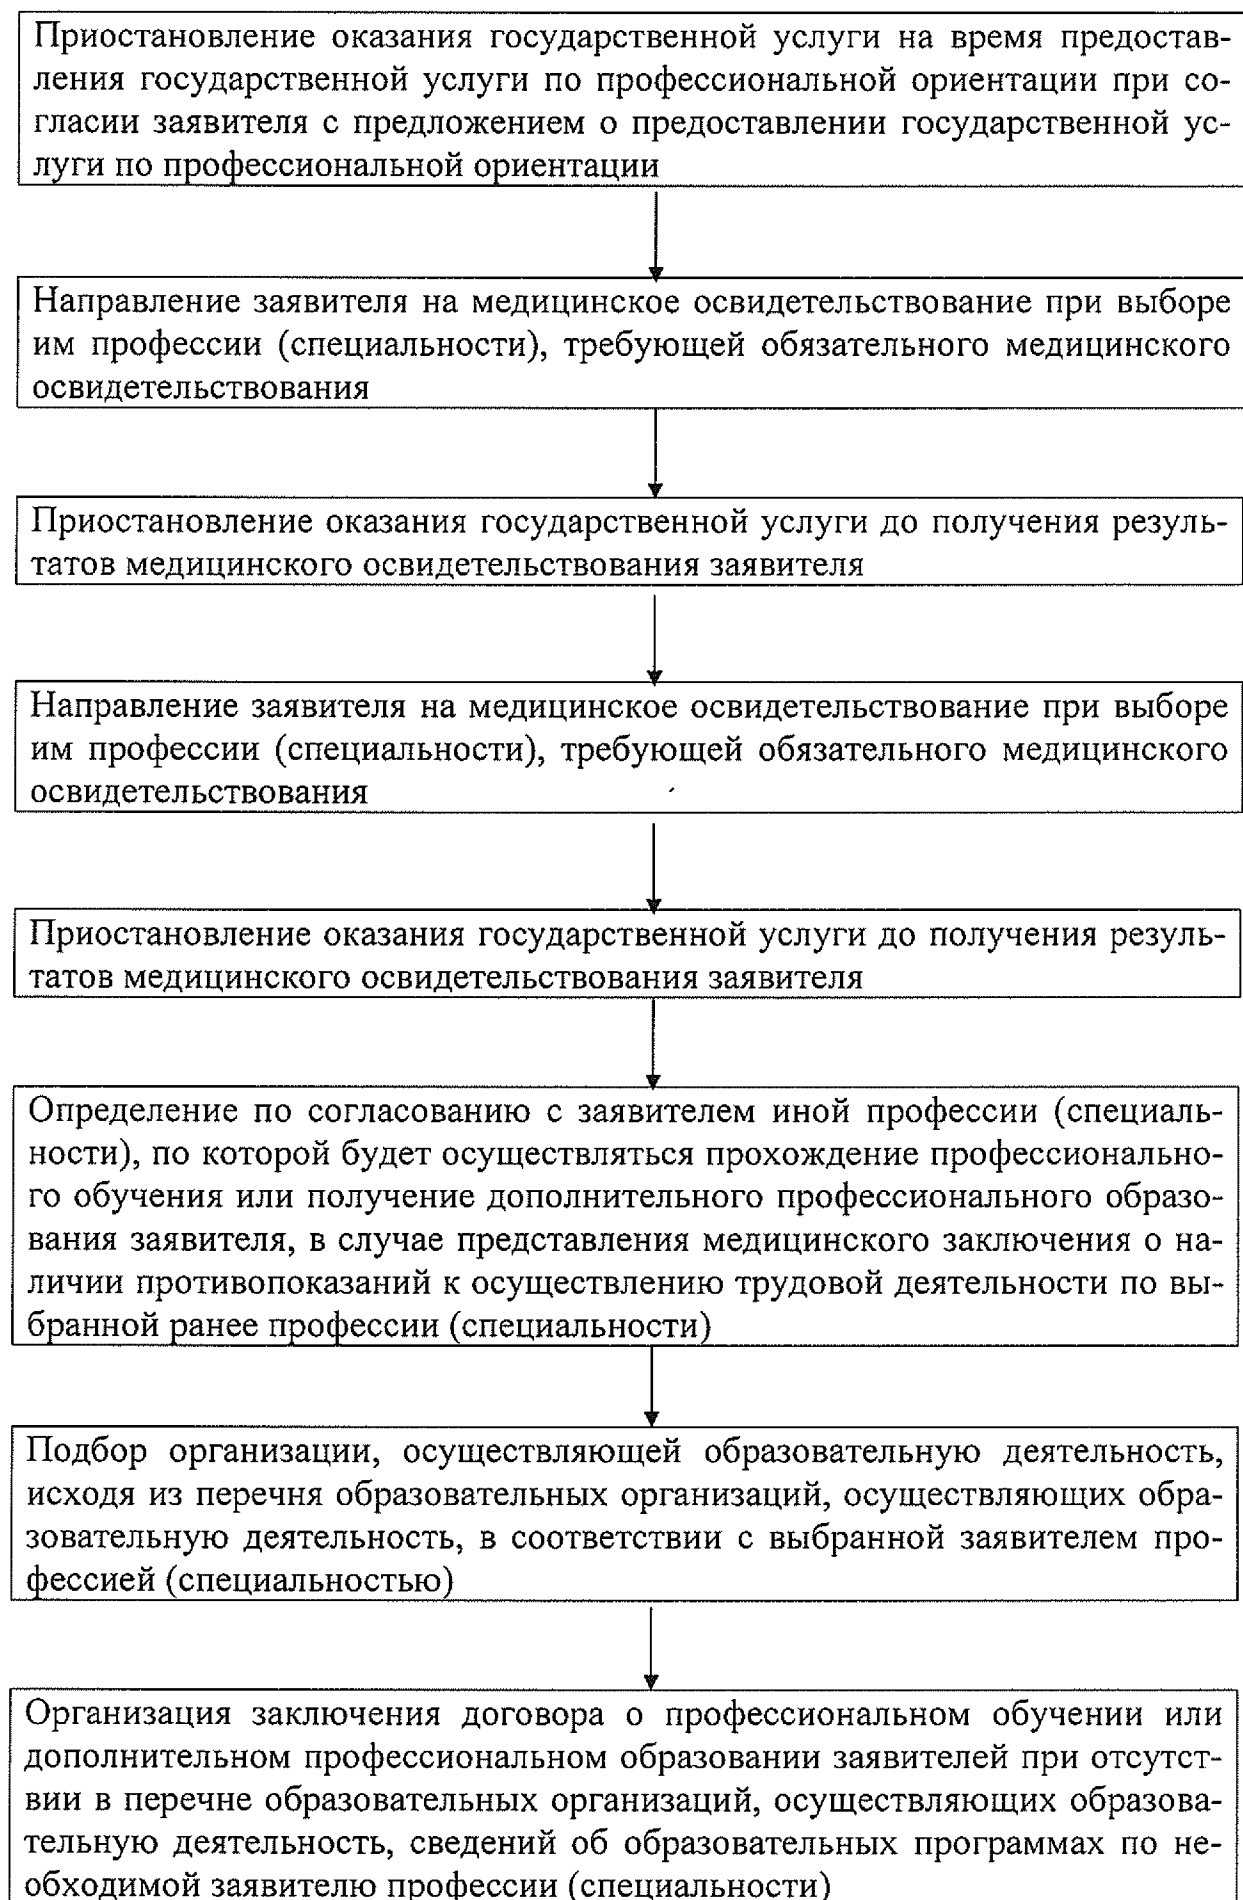 Приостановление оказания государственной услуги на время предостав-
ления государственной услуги по профессиональной ориентации при со-
гласии заявителя с предложением о предоставлении государственной ус-
луги по профессиональной ориентации
Направление заявителя на медицинское освидетельствование при выборе
им профессии (специальности), требующей обязательного медицинского
освидетельствования
Приостановление оказания государственной услуги до получения резуль-
татов медицинского освидетельствования заявителя
Направление заявителя на медицинское освидетельствование при выборе
им профессии (специальности), требующей обязательного медицинского
освидетельствования
Приостановление оказания государственной услуги до получения резуль-
татов медицинского освидетельствования заявителя
Определение по согласованию с заявителем иной профессии (специаль-
ности), по которой будет осуществляться прохождение профессионально-
го обучения или получение дополнительного профессионального образо-
вания заявителя, в случае представления медицинского заключения о на-
личии противопоказаний к осуществлению трудовой деятельности по вы-
бранной ранее профессии (специальности)
Подбор организации, осуществляющей образовательную деятельность,
исходя из перечня образовательных организаций, осуществляющих обра-
зовательную деятельность, в соответствии с выбранной заявителем про-
фессией (специальностью)
Организация заключения договора о профессиональном обучении или
дополнительном профессиональном образовании заявителей при отсутст-
вии в перечне образовательных организаций, осуществляющих образова-
тельную деятельность, сведений об образовательных программах по не-
обходимой заявителю профессии (специальности)